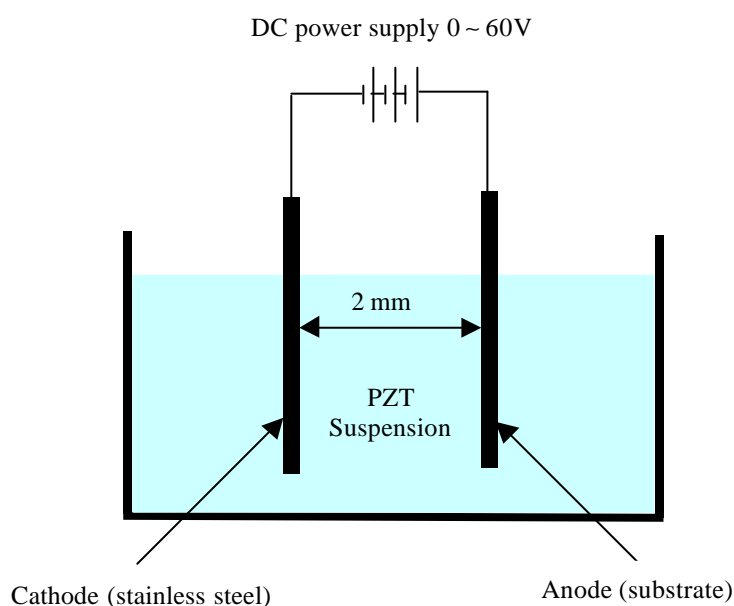 DC power supply 0 ~ 60V
2 mm
PZT
Suspension
Cathode (stainless steel)
Anode (substrate)